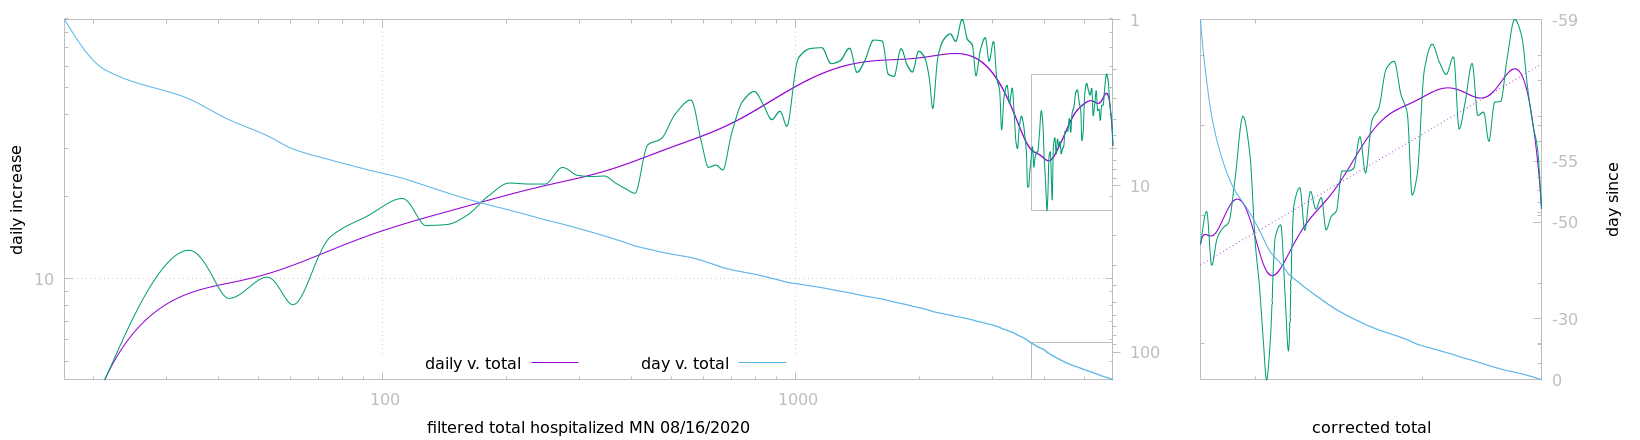 daily increase
10
100
1000
daily v. total
day v. total
filtered total hospitalized MN 08/16/2020
1
10
100
-59
-55
-50
-30
0
day since
corrected total